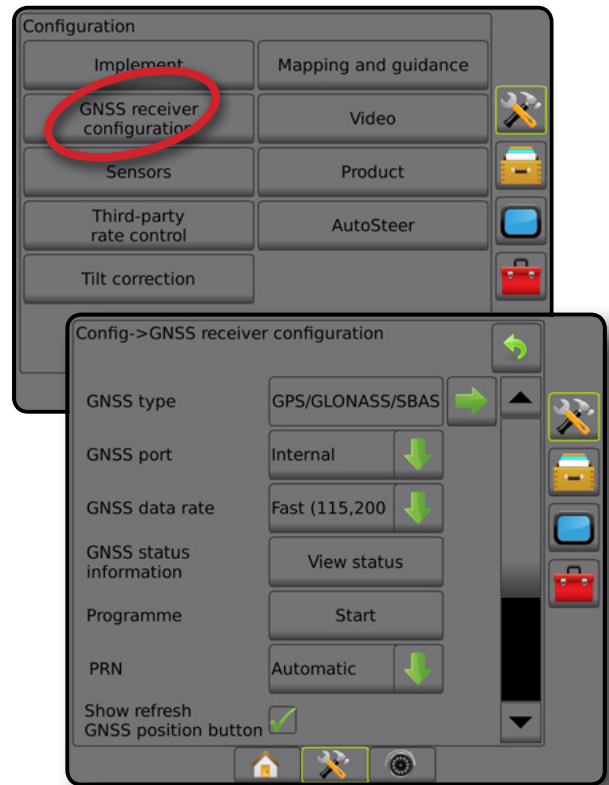 Configuration
Implement
Mapping and guidance
GNSS receiver
configuration
Video
Sensors
Product
Third-party
rate control
AutoSteer
Tilt correction
Config->GNSS receiver configuration
GNSS type
GPS/GLONASS/SBAS
GNSS port
Internal
GNSS data rate
Fast (115,200
GNSS status
information
View status
Programme
Start
PRN
Automatic
Show refresh
GNSS position button